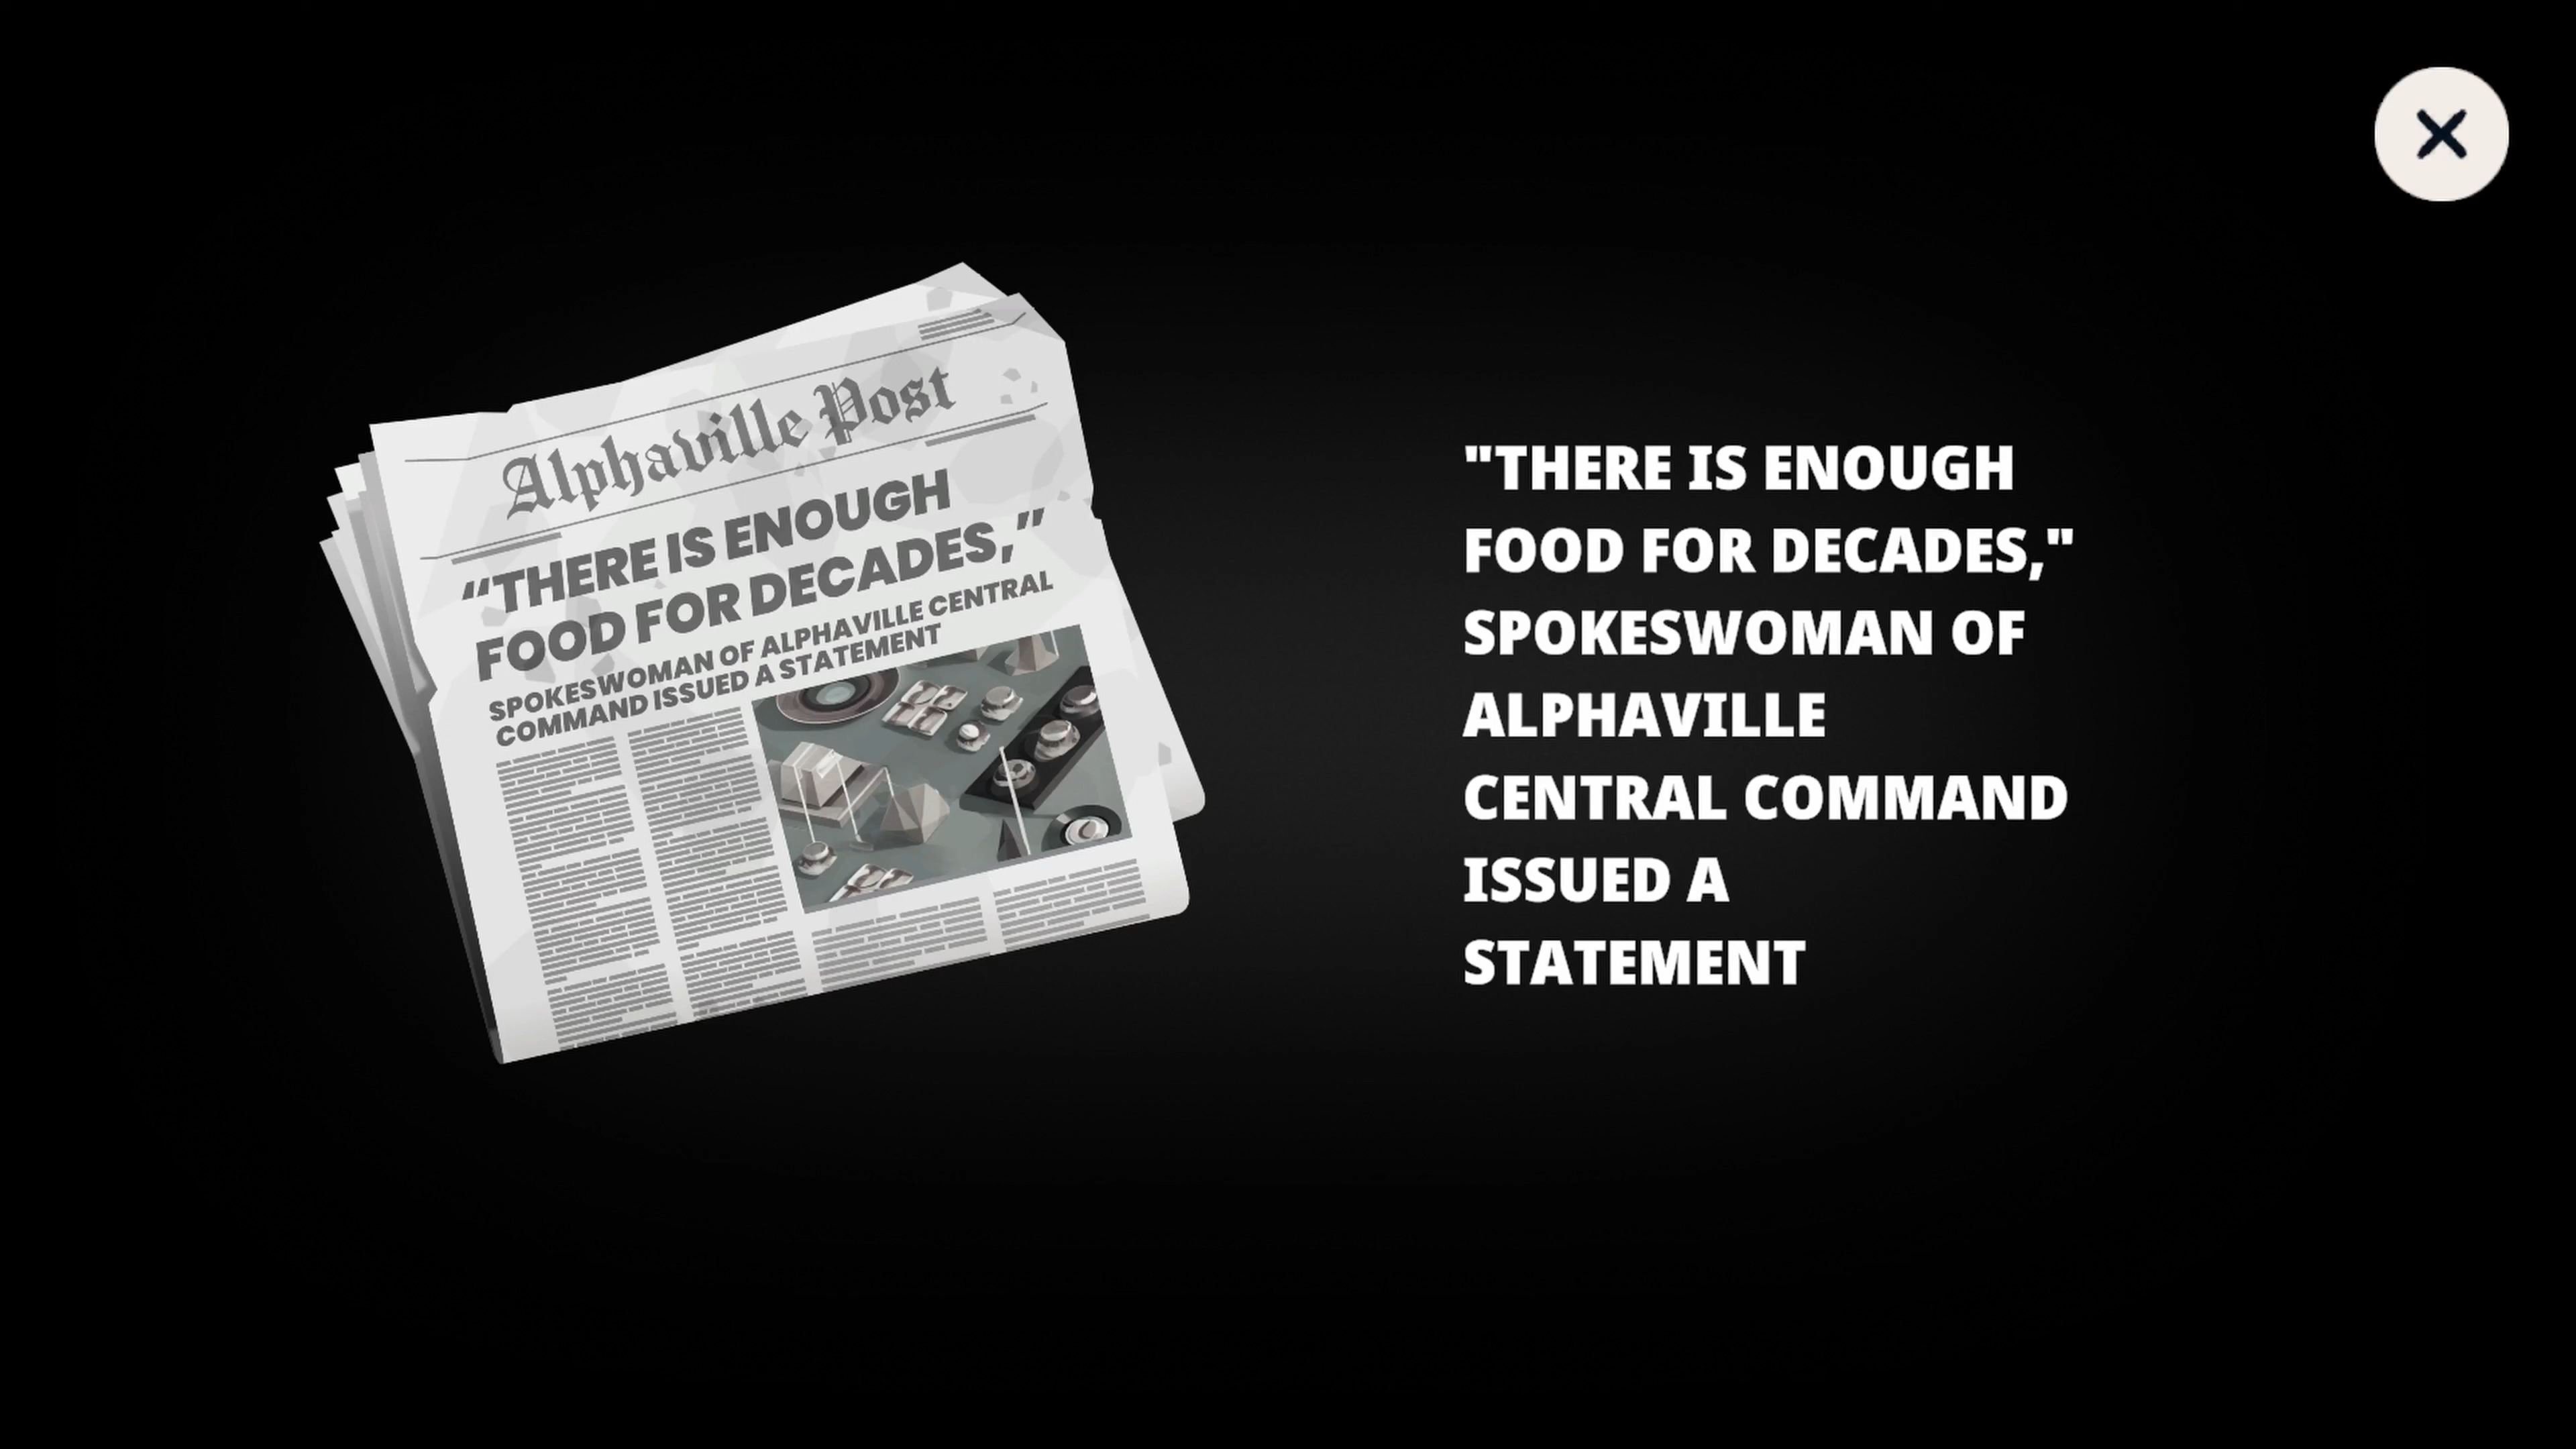 Alphaville Post
“THERE IS ENOUGH
FOOD FOR DECADES,”
SPOKESWOMAN OF ALPHAVILLE CENTRAL
COMMAND ISSUED A STATEMENT
"THERE IS ENOUGH
FOOD FOR DECADES,"
SPOKESWOMAN OF
ALPHAVILLE
CENTRAL COMMAND
ISSUED A
STATEMENT